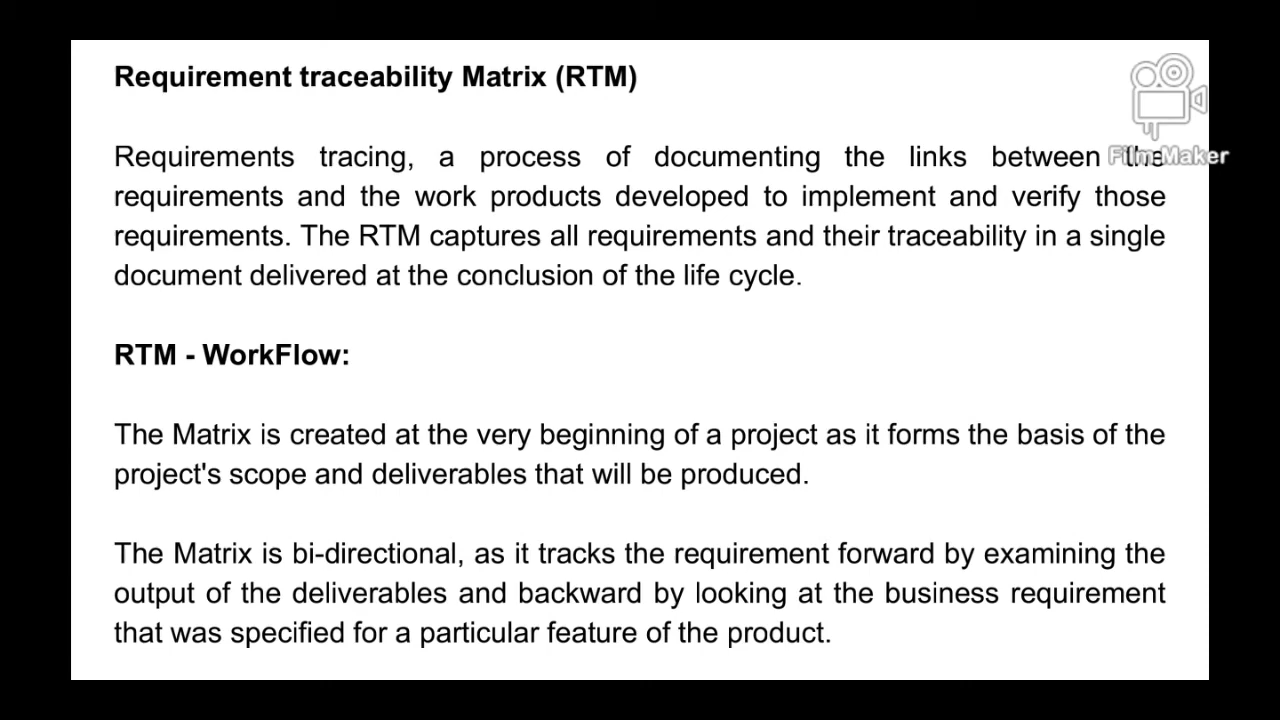 Requirement traceability Matrix (RTM)
Requirements tracing, a process of documenting the links between the
requirements and the work products developed to implement and verify those
requirements. The RTM captures all requirements and their traceability in a single
document delivered at the conclusion of the life cycle.
RTM - WorkFlow:
The Matrix is created at the very beginning of a project as it forms the basis of the
project's scope and deliverables that will be produced.
The Matrix is bi-directional, as it tracks the requirement forward by examining the
output of the deliverables and backward by looking at the business requirement
that was specified for a particular feature of the product.
Film Maker